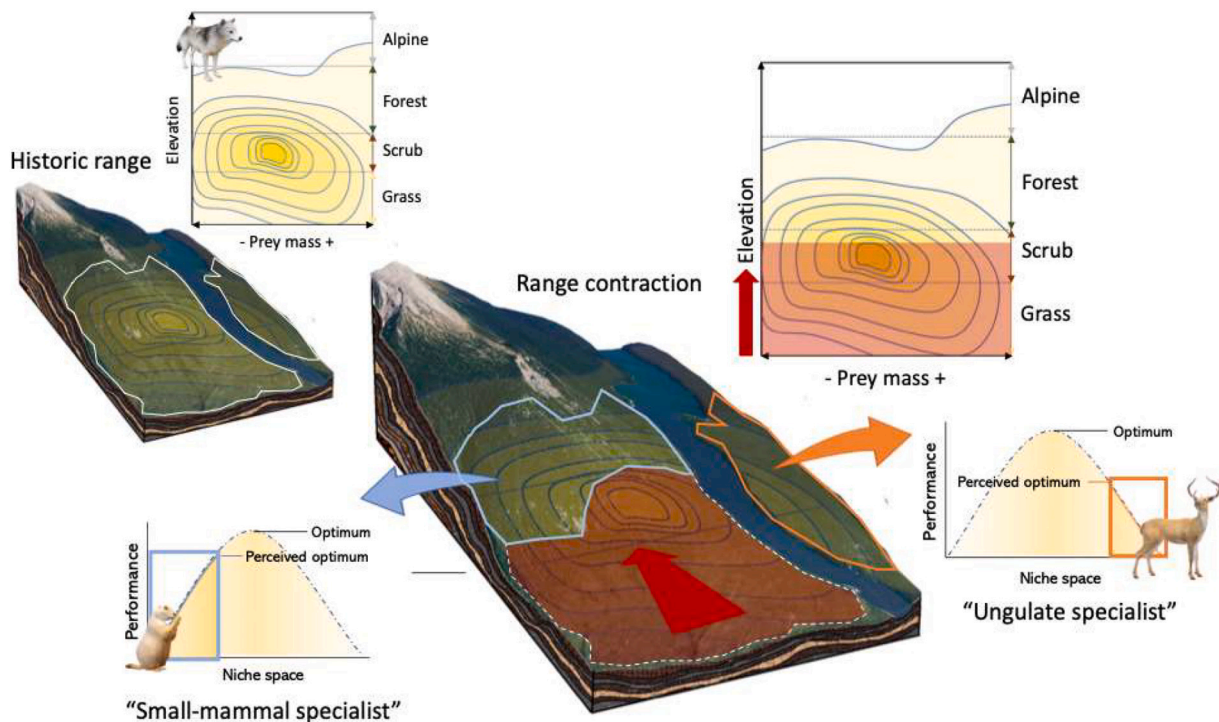 Historic range
Elevation
Alpine
Forest
Scrub
Grass
- Prey mass +
Range contraction
Elevation
Alpine
Forest
Scrub
Grass
- Prey mass +
Performance
Optimum
Perceived optimum
Niche space
“Small-mammal specialist”
Performance
Optimum
Perceived optimum
Niche space
“Ungulate specialist”